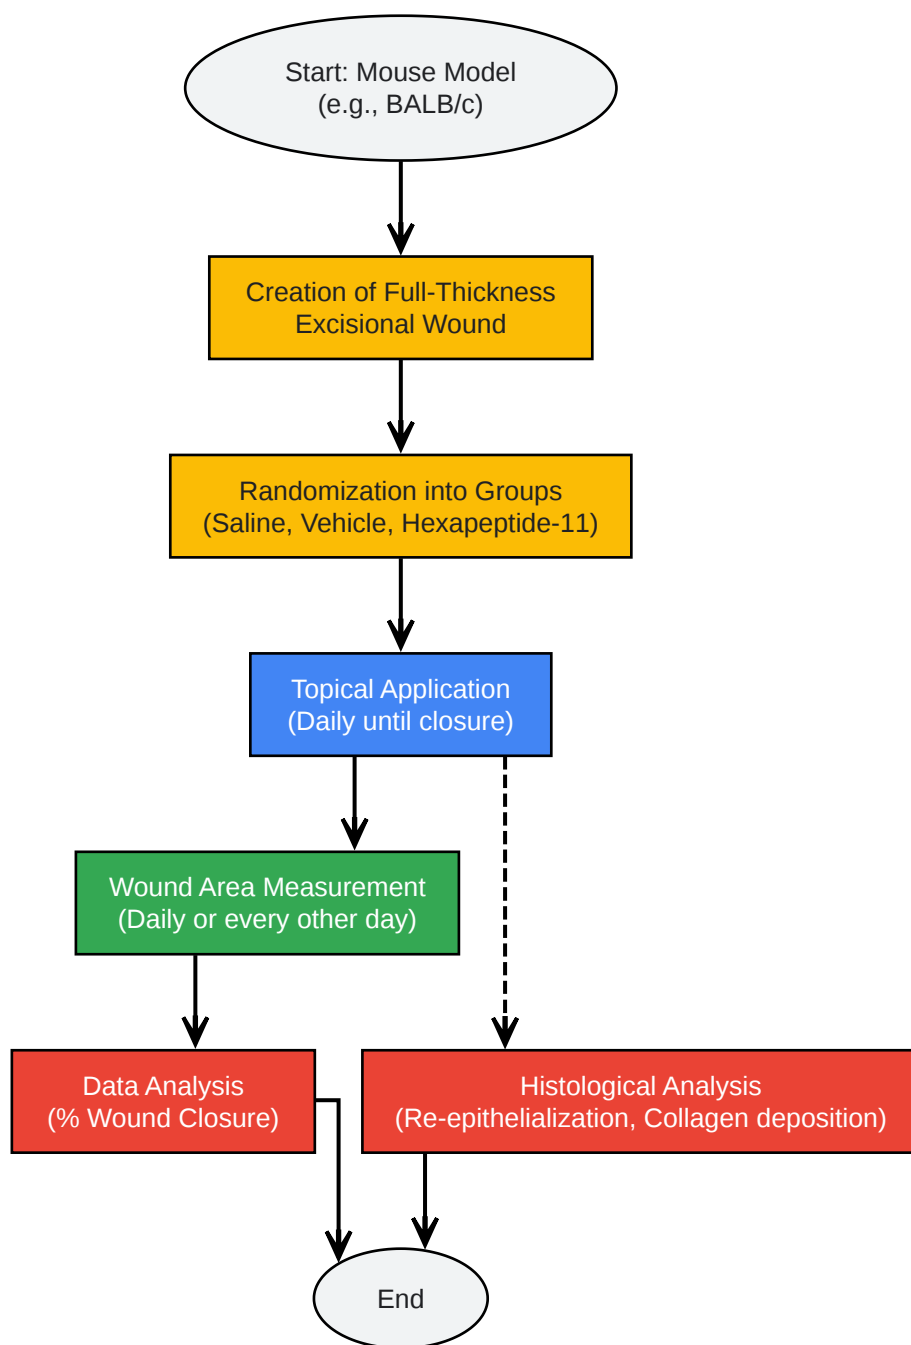 Start: Mouse Model
(e.g., BALB/c)
Creation of Full-Thickness
Excisional Wound
Randomization into Groups
(Saline, Vehicle, Hexapeptide-11)
Topical Application
(Daily until closure)
Wound Area Measurement
(Daily or every other day)
Data Analysis
(% Wound Closure)
Histological Analysis
(Re-epithelialization, Collagen deposition)
End